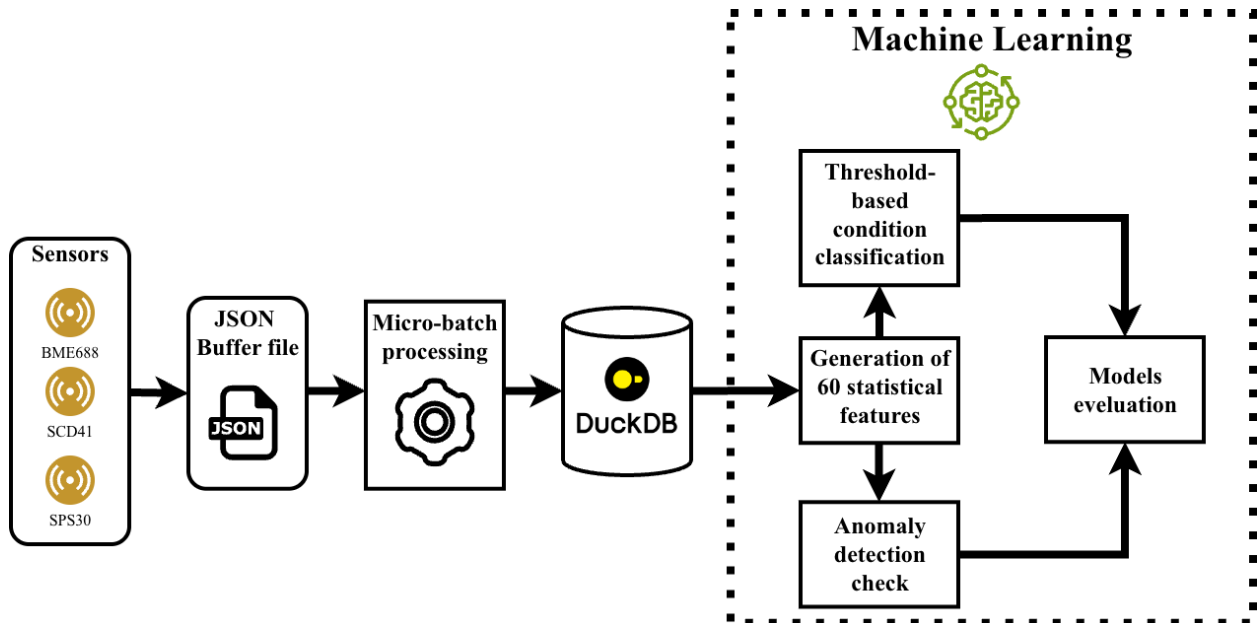 Machine Learning
Sensors
BME688
SCD41
SPS30
JSON
Buffer file
JSON
Micro-batch
processing
DuckDB
Threshold-
based
condition
classification
Generation of
60 statistical
features
Anomaly
detection
check
Models
eveluation